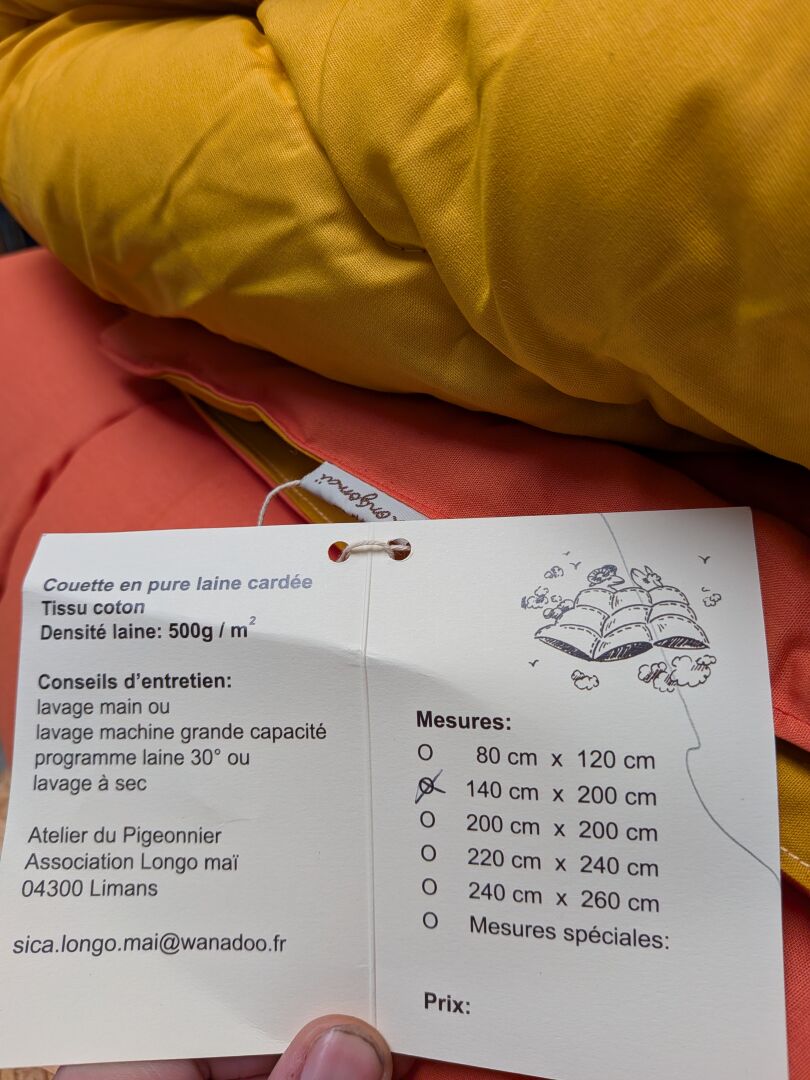 Longomaï
Couette en pure laine cardée
Tissu coton
Densité laine: 500g / m²
Conseils d'entretien:
lavage main ou
lavage machine grande capacité
programme laine 30° ou
lavage à sec
Atelier du Pigeonnier
Association Longo maï
04300 Limans
sica.longo.mai@wanadoo.fr
Mesures:
O 80 cm x 120 cm
O 140 cm x 200 cm
O 200 cm x 200 cm
O 220 cm x 240 cm
O 240 cm x 260 cm
O Mesures spéciales:
Prix: